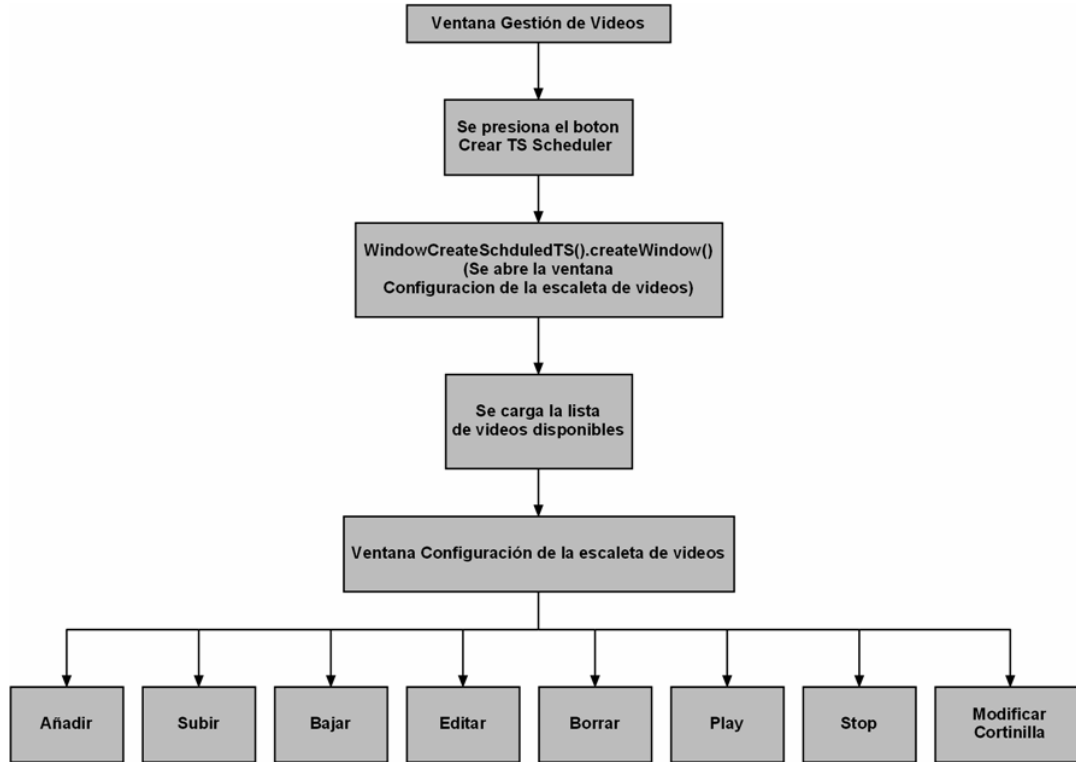 Ventana Gestión de Videos
Se presiona el boton
Crear TS Scheduler
WindowCreateSchduledTS().createWindow()
(Se abre la ventana
Configuracion de la escaleta de videos)
Se carga la lista
de videos disponibles
Ventana Configuración de la escaleta de videos
Añadir
Subir
Bajar
Editar
Borrar
Play
Stop
Modificar
Cortinilla